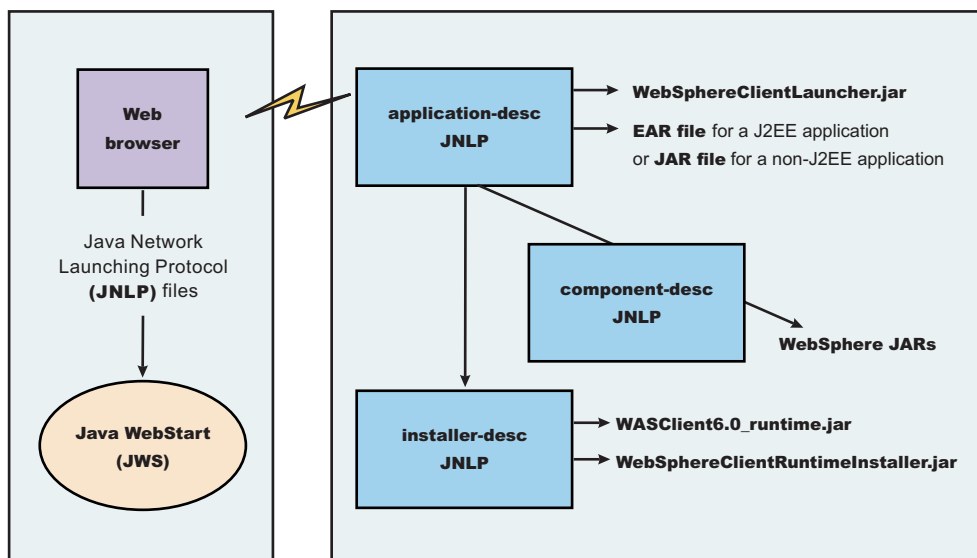 Web
browser
Java Network
Launching Protocol
(JNLP) files
Java WebStart
(JWS)
application-desc
JNLP
WebSphereClientLauncher.jar
EAR file for a J2EE application
or JAR file for a non-J2EE application
component-desc
JNLP
WebSphere JARs
installer-desc
JNLP
WASClient6.0_runtime.jar
WebSphereClientRuntimeInstaller.jar